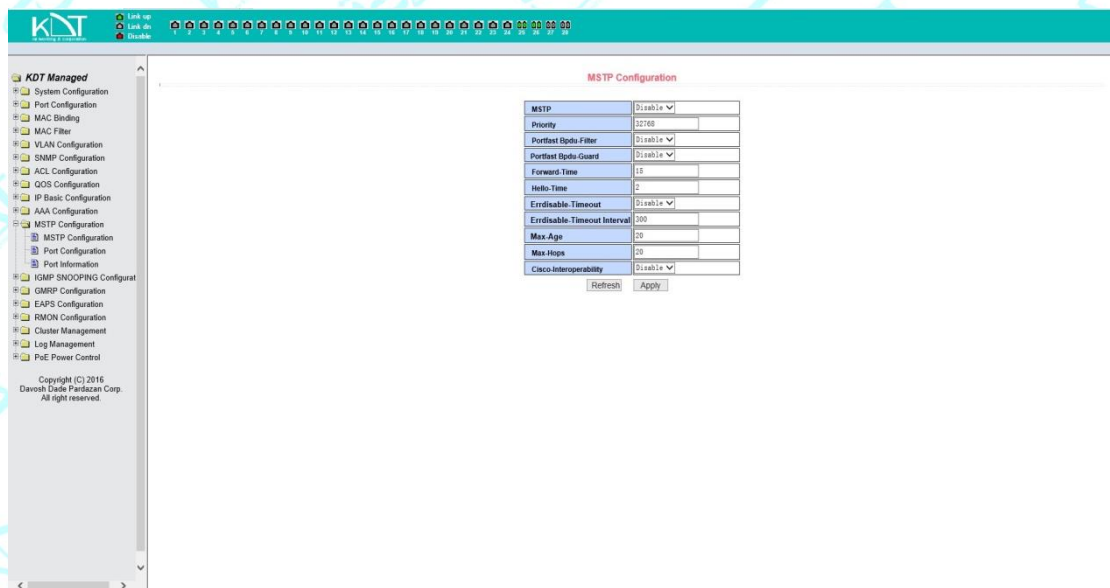 KDT
Link up
Link dn
Disable
1 2 3 4 5 6 7 8 9 10 11 12 13 14 15 16 17 18 19 20 21 22 23 24 25 26 27 28
KDT Managed
System Configuration
Port Configuration
MAC Binding
MAC Filter
VLAN Configuration
SNMP Configuration
ACL Configuration
QOS Configuration
IP Basic Configuration
AAA Configuration
MSTP Configuration
MSTP Configuration
Port Configuration
Port Information
IGMP SNOOPING Configurat
GMRP Configuration
EAPS Configuration
RMON Configuration
Cluster Management
Log Management
PoE Power Control
Copyright (C) 2016
Davosh Dade Pardazan Corp.
All right reserved.
MSTP Configuration
MSTP Disable
Priority 32768
Portfast Bpdu-Filter Disable
Portfast Bpdu-Guard Disable
Forward-Time 15
Hello-Time 2
Errdisable-Timeout Disable
Errdisable-Timeout Interval 300
Max-Age 20
Max-Hops 20
Cisco-Interoperability Disable
Refresh Apply